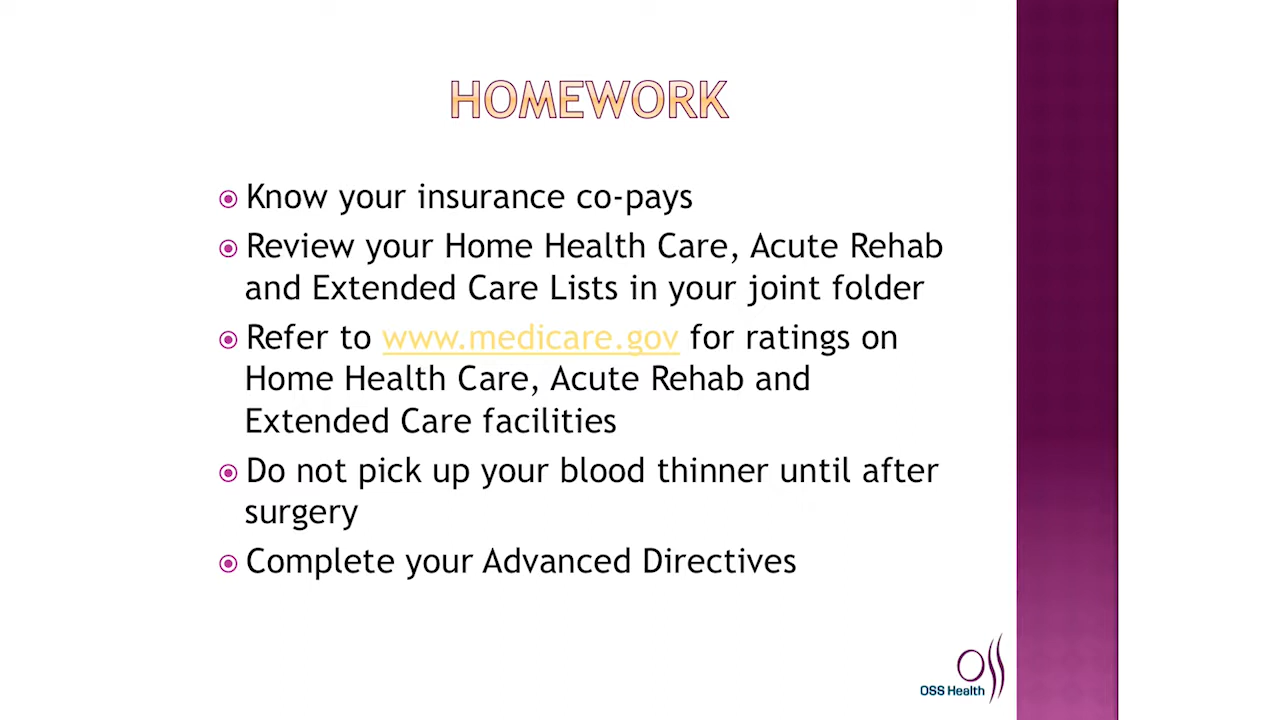 HOMEWORK
Know your insurance co-pays
Review your Home Health Care, Acute Rehab
and Extended Care Lists in your joint folder
Refer to www.medicare.gov for ratings on
Home Health Care, Acute Rehab and
Extended Care facilities
Do not pick up your blood thinner until after
surgery
Complete your Advanced Directives
OSS
OSS Health